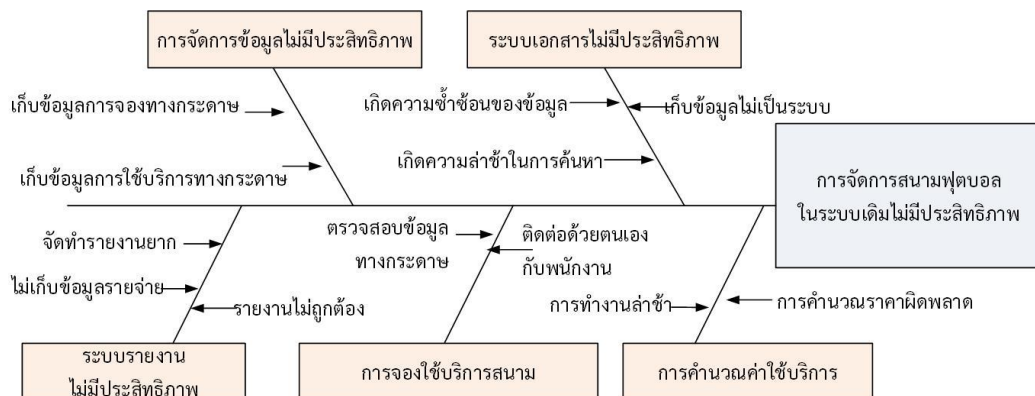 การจัดการข้อมูลไม่มีประสิทธิภาพ
ระบบเอกสารไม่มีประสิทธิภาพ
เก็บข้อมูลการจองทางกระดาษ
เกิดความซ้ำซ้อนของข้อมูล
เก็บข้อมูลไม่เป็นระบบ
เก็บข้อมูลการใช้บริการทางกระดาษ
เกิดความล่าช้าในการค้นหา
การจัดการสนามฟุตบอล
ในระบบเดิมไม่มีประสิทธิภาพ
จัดทำรายงานยาก
ไม่เก็บข้อมูลรายจ่าย
รายงานไม่ถูกต้อง
ตรวจสอบข้อมูล
ทางกระดาษ
ติดต่อด้วยตนเอง
กับพนักงาน
การทำงานล่าช้า
การคำนวณราคาผิดพลาด
ระบบรายงาน
ไม่มีประสิทธิภาพ
การจองใช้บริการสนาม
การคำนวณค่าใช้บริการ